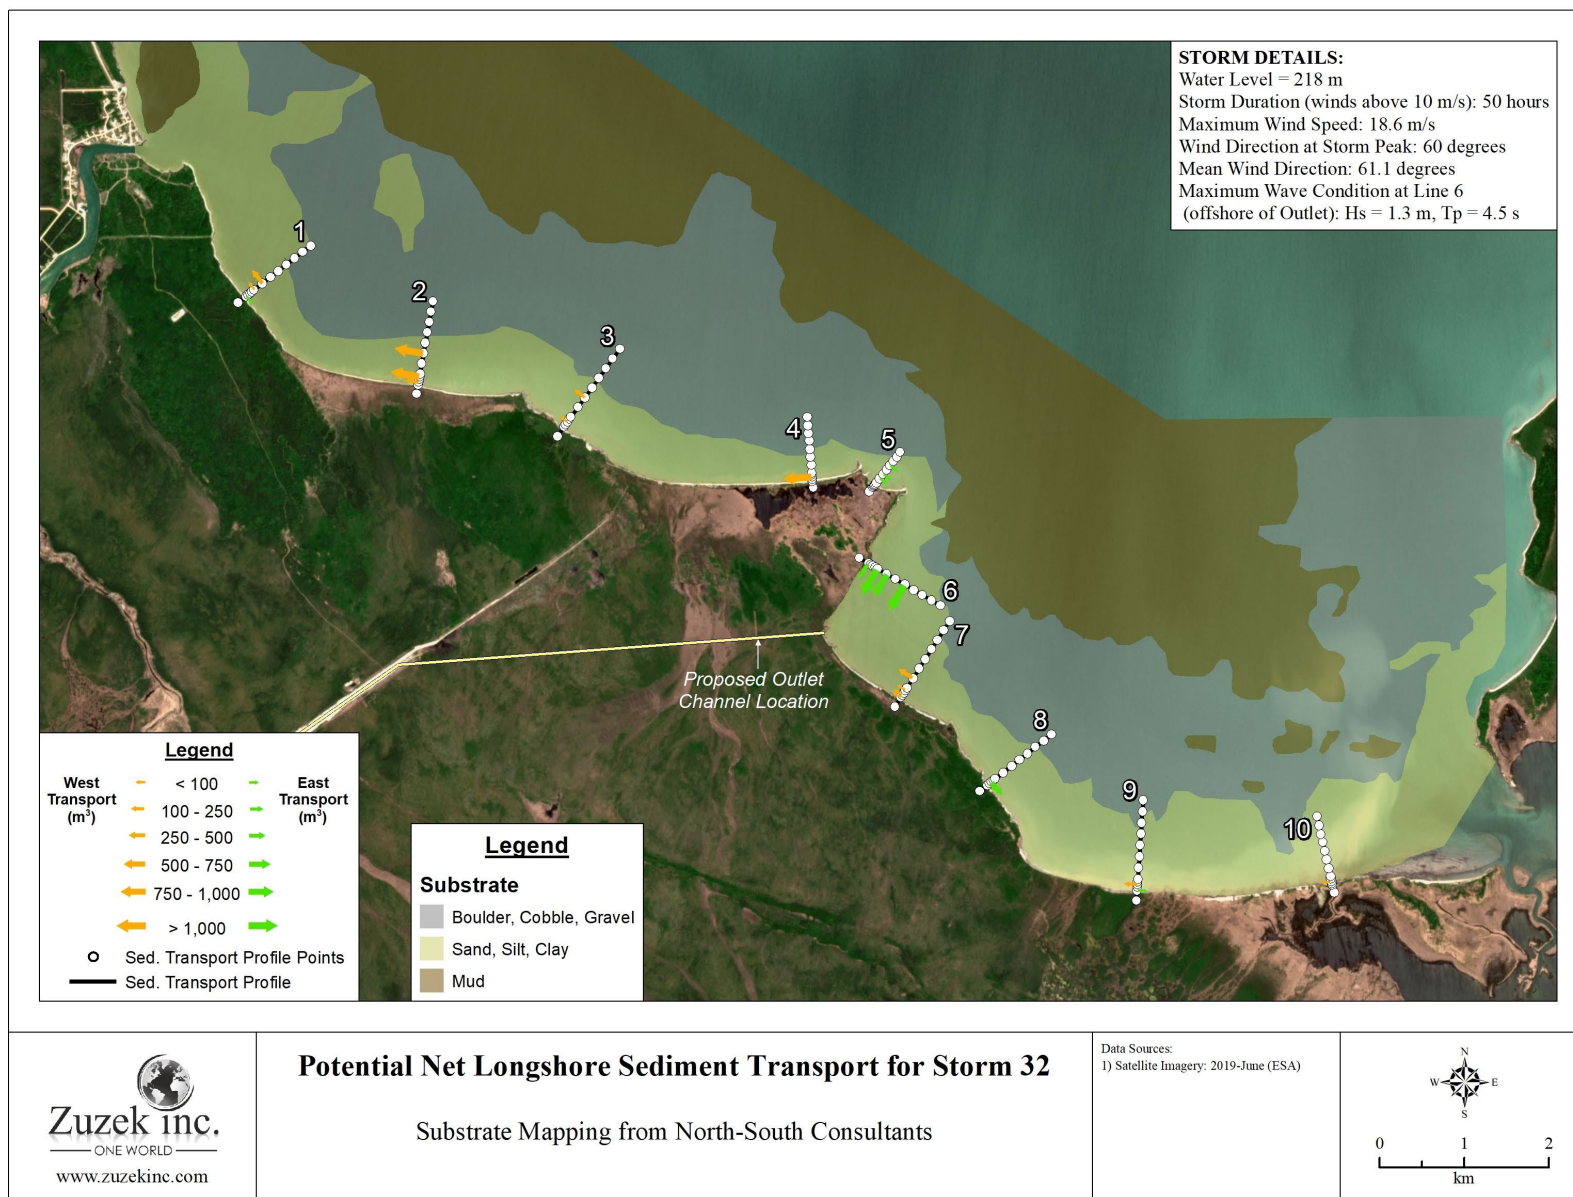 STORM DETAILS:
Water Level = 218 m
Storm Duration (winds above 10 m/s): 50 hours
Maximum Wind Speed: 18.6 m/s
Wind Direction at Storm Peak: 60 degrees
Mean Wind Direction: 61.1 degrees
Maximum Wave Condition at Line 6
(offshore of Outlet): Hs = 1.3 m, Tp = 4.5 s
1
2
3
4
5
6
7
8
9
10
Proposed Outlet
Channel Location
Legend
West
Transport
(m³)
East
Transport
(m³)
< 100
100 - 250
250 - 500
500 - 750
750 - 1,000
> 1,000
Sed. Transport Profile Points
Sed. Transport Profile
Legend
Substrate
Boulder, Cobble, Gravel
Sand, Silt, Clay
Mud
Zuzek inc.
ONE WORLD
www.zuzekinc.com
Potential Net Longshore Sediment Transport for Storm 32
Substrate Mapping from North-South Consultants
Data Sources:
1) Satellite Imagery: 2019-June (ESA)
N
W E
S
0 1 2
km